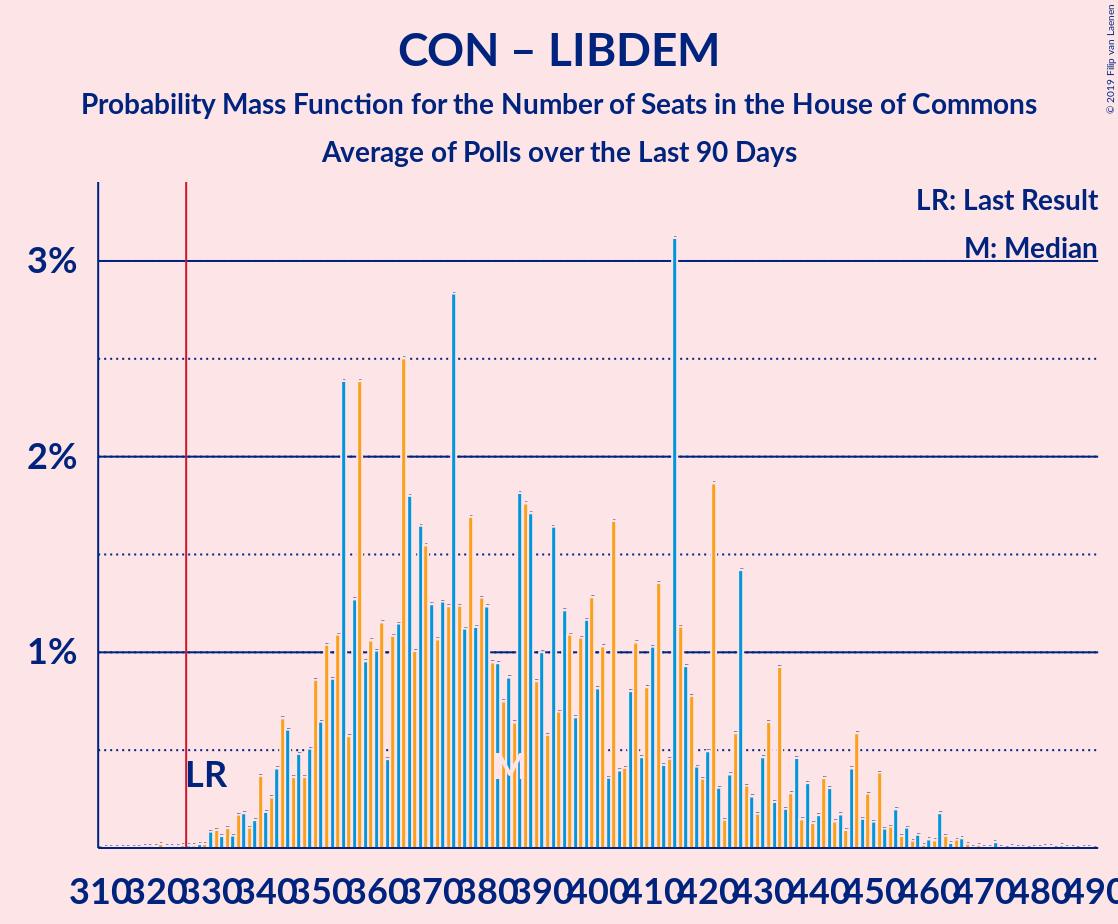 CON – LIBDEM
Probability Mass Function for the Number of Seats in the House of Commons
Average of Polls over the Last 90 Days
© 2019 Filip van Laenen
LR: Last Result
M: Median
3%
2%
1%
LR
M
310 320 330 340 350 360 370 380 390 400 410 420 430 440 450 460 470 480 490